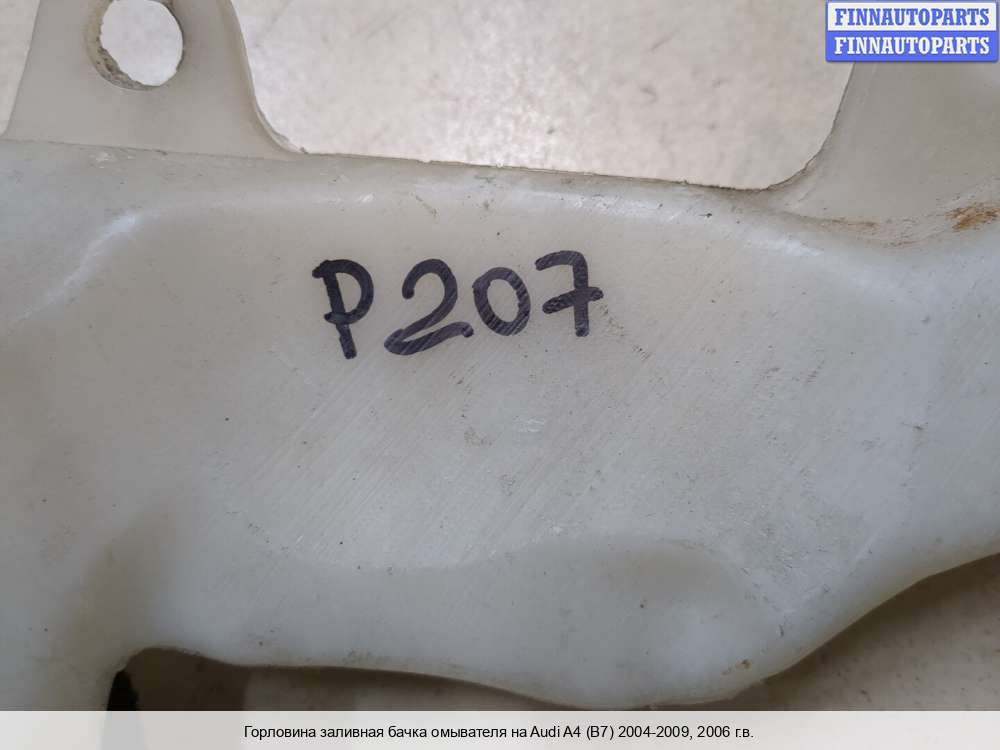 FINNAUTOPARTS
FINNAUTOPARTS
P207
Горловина заливная бачка омывателя на Audi A4 (B7) 2004-2009, 2006 г.в.